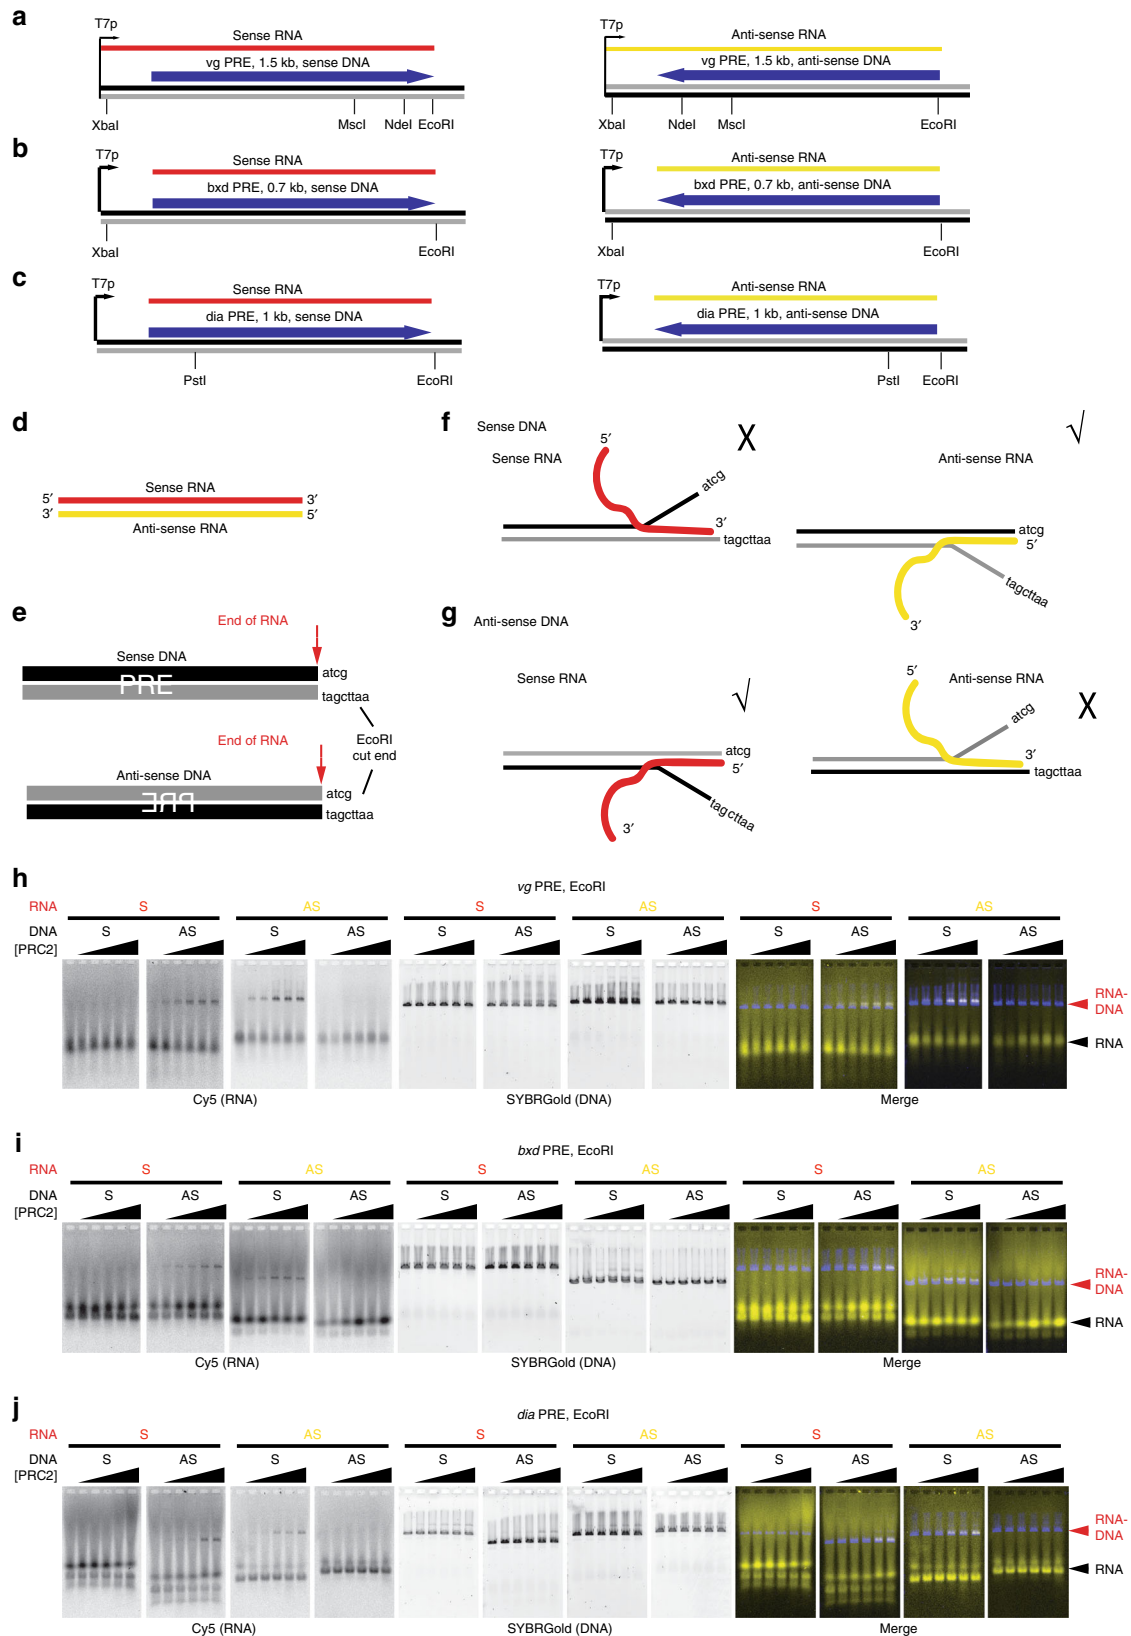 a
T7p
Sense RNA
vg PRE, 1.5 kb, sense DNA
XbaI
MscI
NdeI
EcoRI
T7p
Anti-sense RNA
vg PRE, 1.5 kb, anti-sense DNA
XbaI
NdeI
MscI
EcoRI
b
T7p
Sense RNA
bxd PRE, 0.7 kb, sense DNA
XbaI
EcoRI
T7p
Anti-sense RNA
bxd PRE, 0.7 kb, anti-sense DNA
XbaI
EcoRI
c
T7p
Sense RNA
dia PRE, 1 kb, sense DNA
PstI
EcoRI
T7p
Anti-sense RNA
dia PRE, 1 kb, anti-sense DNA
PstI
EcoRI
d
Sense RNA
5′ 3′
3′ 5′
Anti-sense RNA
e
End of RNA
Sense DNA
PRE
atcg
tagcttaa
EcoRI
cut end
End of RNA
Anti-sense DNA
PRE
atcg
tagcttaa
f
Sense DNA
Sense RNA
5′
X
atcg
3′
tagcttaa
√
Anti-sense RNA
atcg
5′
tagcttaa
3′
g
Anti-sense DNA
Sense RNA
√
atcg
5′
tagcttaa
3′
5′
Anti-sense RNA
X
atcg
3′
tagcttaa
h
vg PRE, EcoRI
RNA S AS S AS S AS
DNA S AS S AS S AS S AS S AS S AS
[PRC2]
RNA-
DNA
RNA
Cy5 (RNA) SYBRGold (DNA) Merge
i
bxd PRE, EcoRI
RNA S AS S AS S AS
DNA S AS S AS S AS S AS S AS S AS
[PRC2]
RNA-
DNA
RNA
Cy5 (RNA) SYBRGold (DNA) Merge
j
dia PRE, EcoRI
RNA S AS S AS S AS
DNA S AS S AS S AS S AS S AS S AS
[PRC2]
RNA-
DNA
RNA
Cy5 (RNA) SYBRGold (DNA) Merge